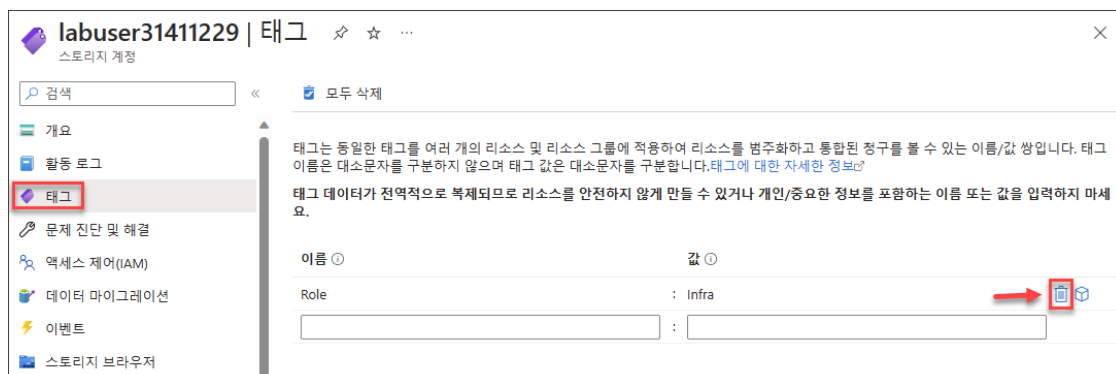 labuser31411229 | 태그
스토리지 계정
검색
모두 삭제
개요
활동 로그
태그
문제 진단 및 해결
액세스 제어(IAM)
데이터 마이그레이션
이벤트
스토리지 브라우저
태그는 동일한 태그를 여러 개의 리소스 및 리소스 그룹에 적용하여 리소스를 범주화하고 통합된 청구를 볼 수 있는 이름/값 쌍입니다. 태그
이름은 대소문자를 구분하지 않으며 태그 값은 대소문자를 구분합니다.태그에 대한 자세한 정보
태그 데이터가 전역적으로 복제되므로 리소스를 안전하지 않게 만들 수 있거나 개인/중요한 정보를 포함하는 이름 또는 값을 입력하지 마세
요.
이름 값
Role : Infra
: